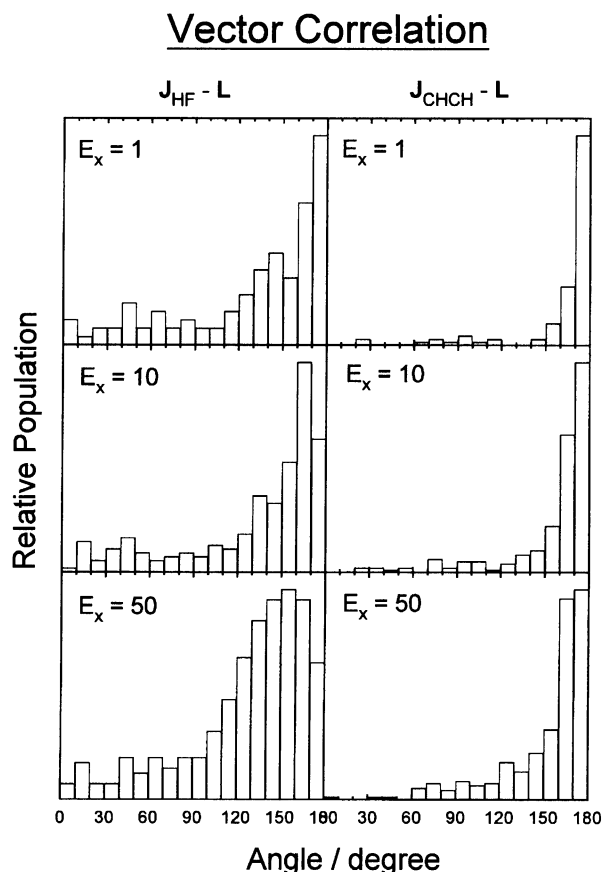 Vector Correlation
J_HF - L
J_CHCH - L
E_x = 1
E_x = 1
E_x = 10
E_x = 10
E_x = 50
E_x = 50
Relative Population
0 30 60 90 120 150 180 30 60 90 120 150 180
Angle / degree